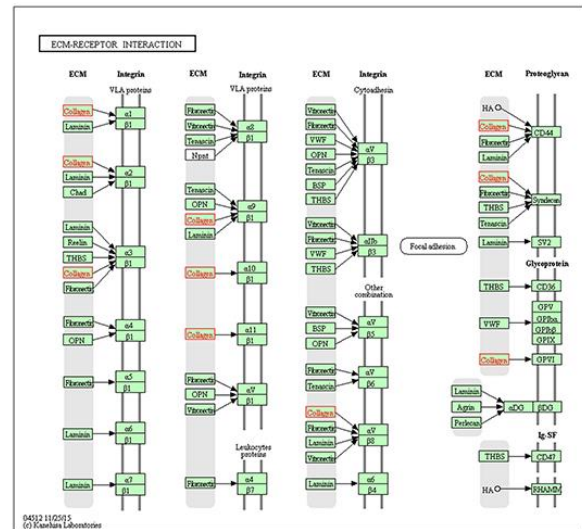 ECM-RECEPTOR INTERACTION
ECM
Integrin
VLA proteins
Collagen
Laminin
α1
β1
Collagen
Laminin
Chad
α2
β1
Laminin
Reelin
THBS
Collagen
Fibronectin
α3
β1
Fibronectin
OPN
α4
β1
Fibronectin
α5
β1
Laminin
α6
β1
Laminin
α7
β1
ECM
Integrin
VLA proteins
Fibronectin
Vitronectin
Tenascin
Npnt
α8
β1
Tenascin
OPN
Collagen
Laminin
α9
β1
Collagen
α10
β1
Collagen
α11
β1
Fibronectin
OPN
Vitronectin
αV
β1
Leukocytes
proteins
Fibronectin
α4
β7
ECM
Integrin
Cytoadhesin
Vitronectin
Fibronectin
VWF
OPN
Tenascin
BSP
THBS
αV
β3
Vitronectin
Fibronectin
VWF
THBS
αIIb
β3
Other
combination
Vitronectin
BSP
OPN
αV
β5
Fibronectin
Tenascin
αV
β6
Collagen
Fibronectin
Laminin
Vitronectin
αV
β8
Laminin
α6
β4
Focal adhesion
ECM
Proteoglycan
HA
Collagen
Fibronectin
Laminin
CD44
Collagen
Fibronectin
THBS
Tenascin
Syndecan
Laminin
SV2
Glycoprotein
THBS
CD36
VWF
GPV
GPIbα
GPIbβ
GPIX
Collagen
GPVI
Laminin
Agrin
Perlecan
αDG
βDG
Ig-SF
THBS
CD47
HA
RHAMM
04512 11/25/15
(c) Kanehisa Laboratories